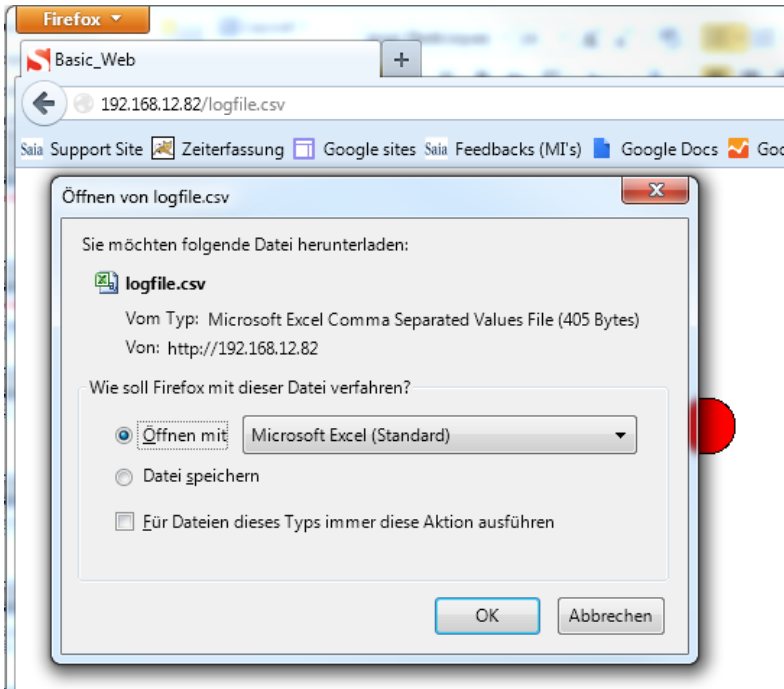 Firefox
Basic_Web
192.168.12.82/logfile.csv
Saia Support Site Zeiterfassung Google sites Saia Feedbacks (MI's) Google Docs Goo
Öffnen von logfile.csv
Sie möchten folgende Datei herunterladen:
logfile.csv
Vom Typ: Microsoft Excel Comma Separated Values File (405 Bytes)
Von: http://192.168.12.82
Wie soll Firefox mit dieser Datei verfahren?
Öffnen mit Microsoft Excel (Standard)
Datei speichern
Für Dateien dieses Typs immer diese Aktion ausführen
OK Abbrechen